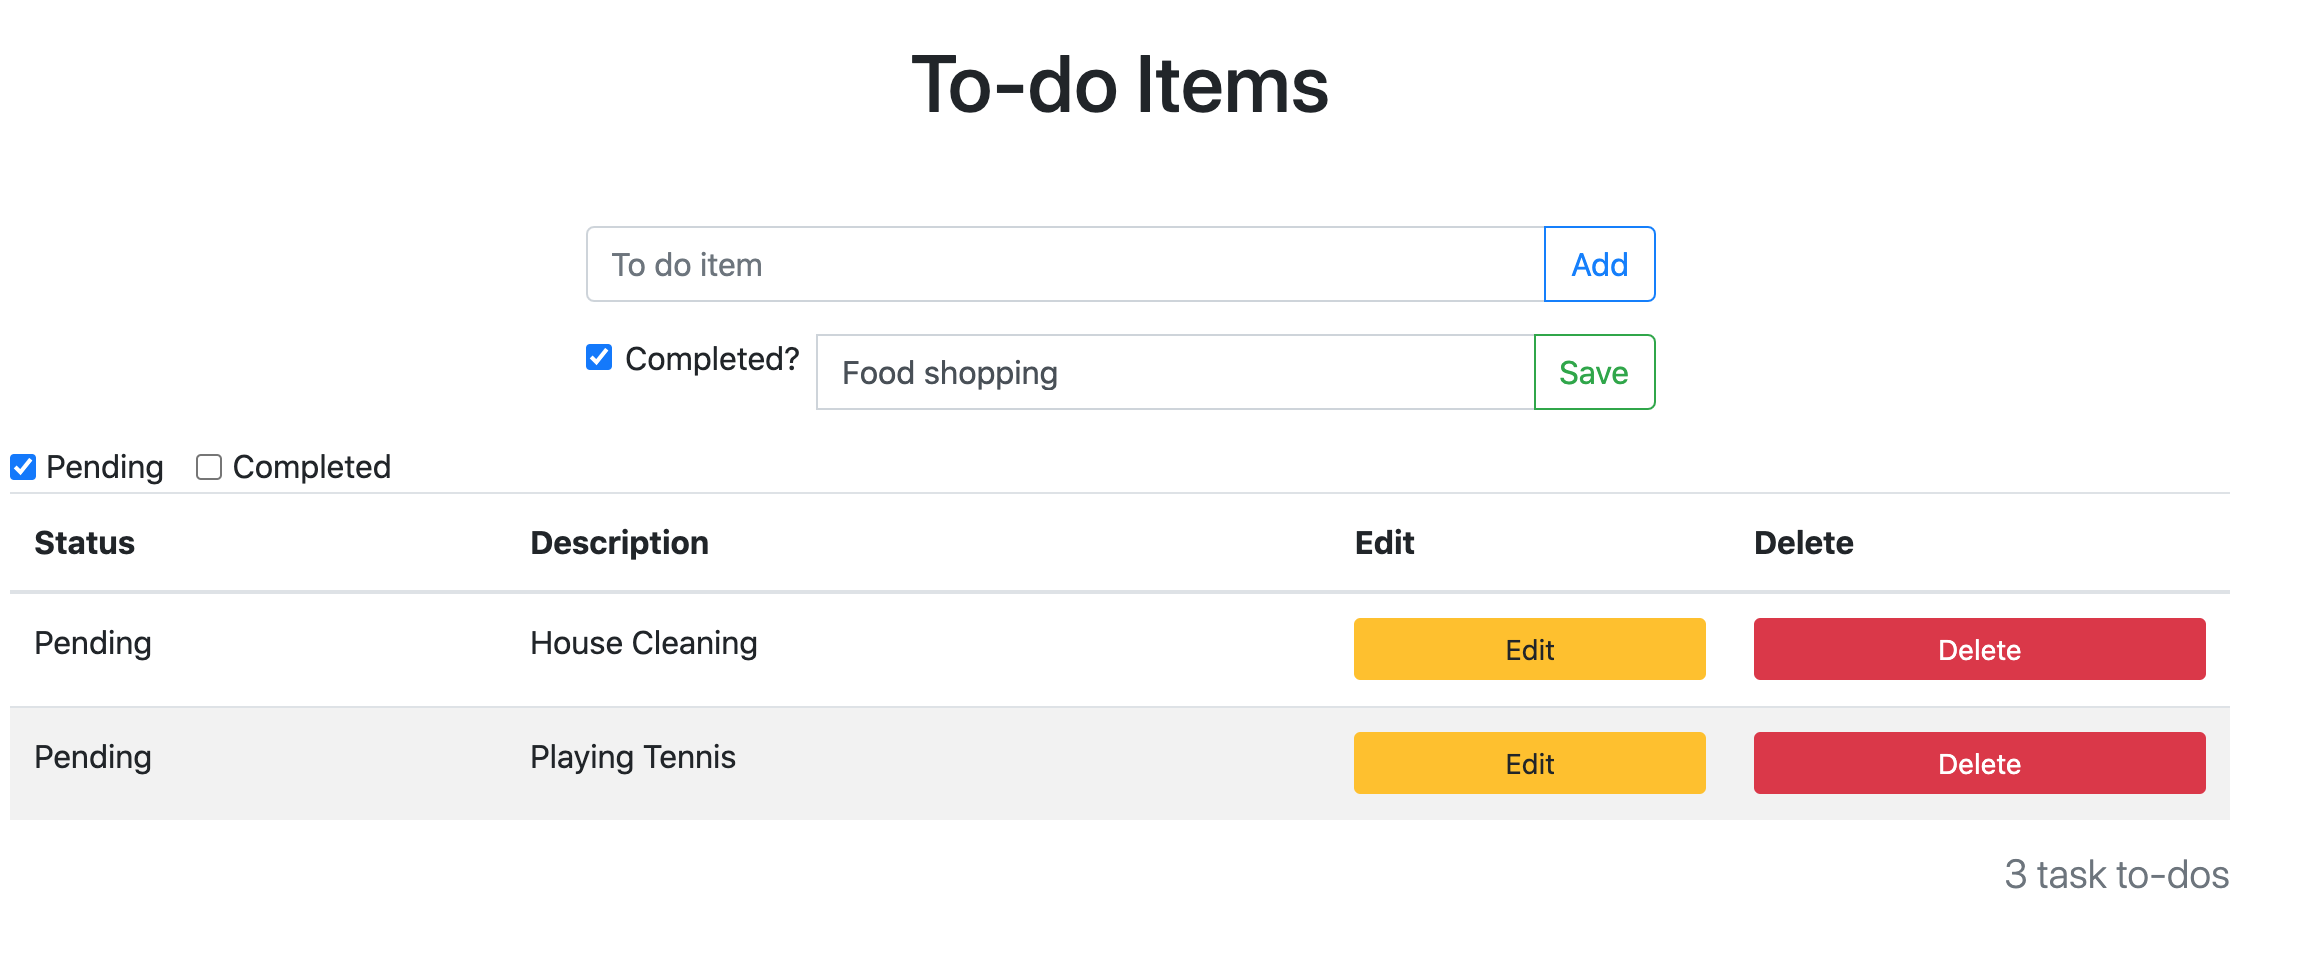 To-do Items
To do item Add
Completed? Food shopping Save
Pending Completed
Status Description Edit Delete
Pending House Cleaning Edit Delete
Pending Playing Tennis Edit Delete
3 task to-dos